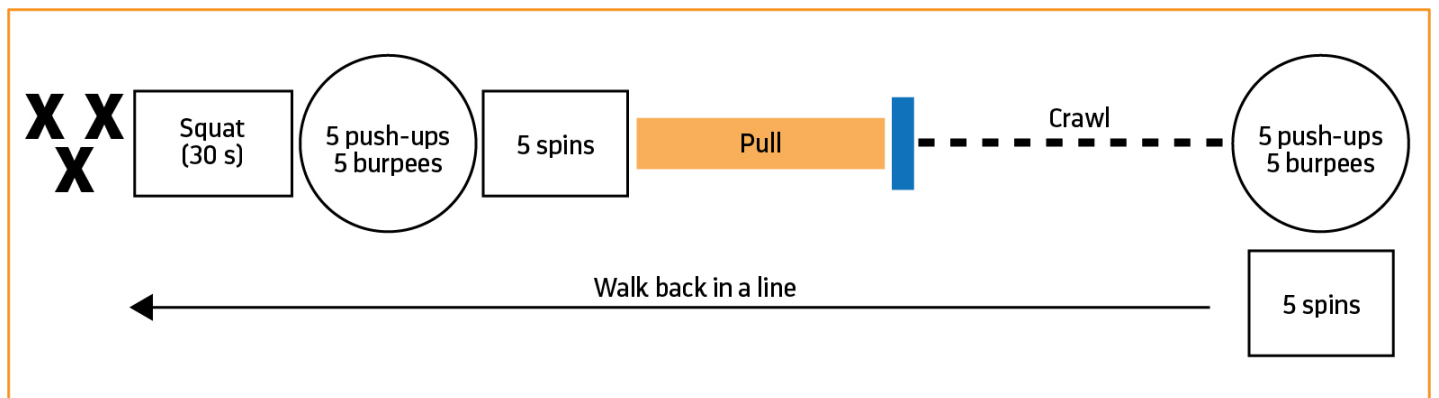 X X
X
Squat
(30 s)
5 push-ups
5 burpees
5 spins
Pull
Crawl
5 push-ups
5 burpees
Walk back in a line
5 spins